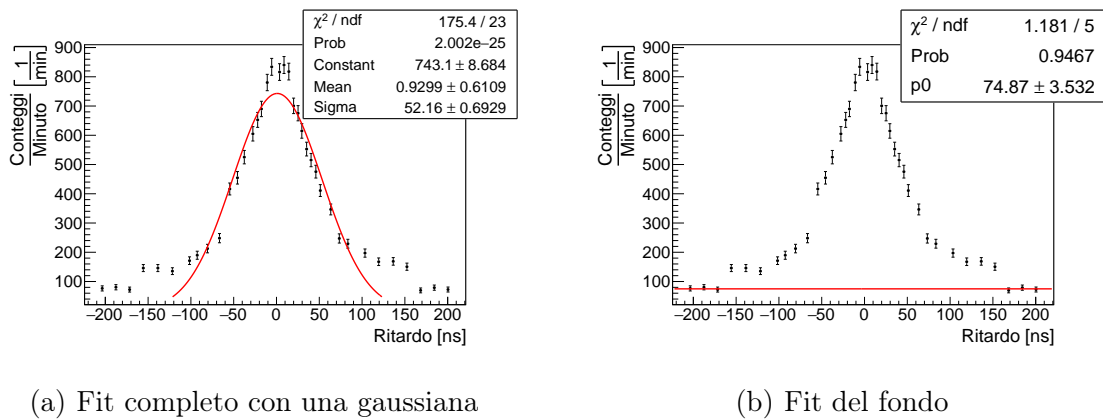 χ² / ndf 175.4 / 23
Prob 2.002e−25
Constant 743.1 ± 8.684
Mean 0.9299 ± 0.6109
Sigma 52.16 ± 0.6929
Conteggi/Minuto [1/min]
900
800
700
600
500
400
300
200
100
−200 −150 −100 −50 0 50 100 150 200
Ritardo [ns]
(a) Fit completo con una gaussiana
χ² / ndf 1.181 / 5
Prob 0.9467
p0 74.87 ± 3.532
Conteggi/Minuto [1/min]
900
800
700
600
500
400
300
200
100
−200 −150 −100 −50 0 50 100 150 200
Ritardo [ns]
(b) Fit del fondo